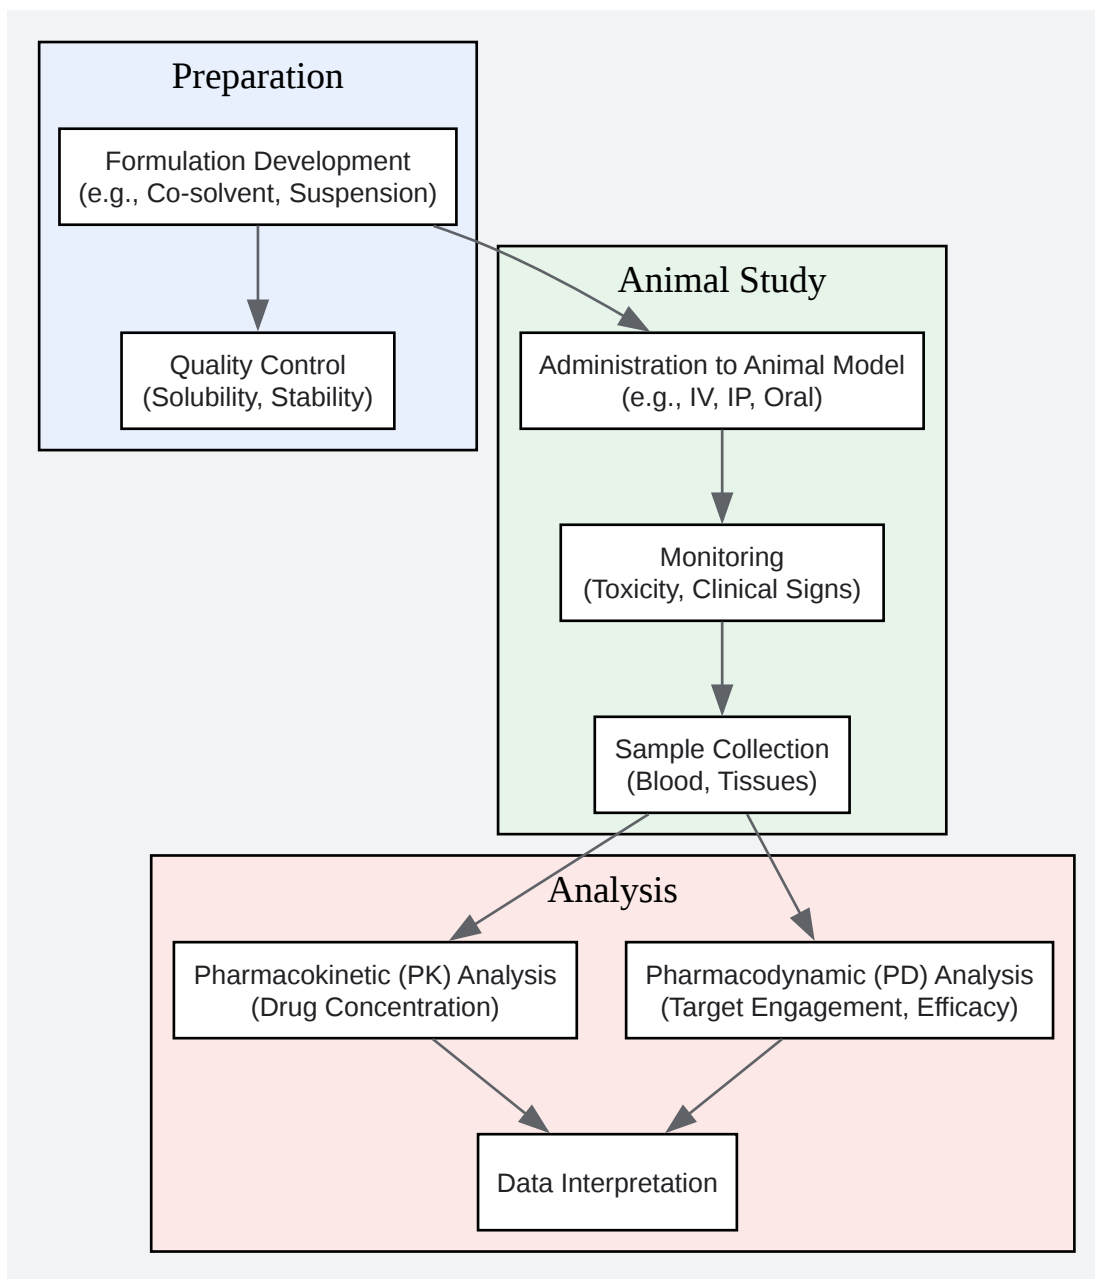 Preparation
Formulation Development
(e.g., Co-solvent, Suspension)
Quality Control
(Solubility, Stability)
Animal Study
Administration to Animal Model
(e.g., IV, IP, Oral)
Monitoring
(Toxicity, Clinical Signs)
Sample Collection
(Blood, Tissues)
Analysis
Pharmacokinetic (PK) Analysis
(Drug Concentration)
Pharmacodynamic (PD) Analysis
(Target Engagement, Efficacy)
Data Interpretation